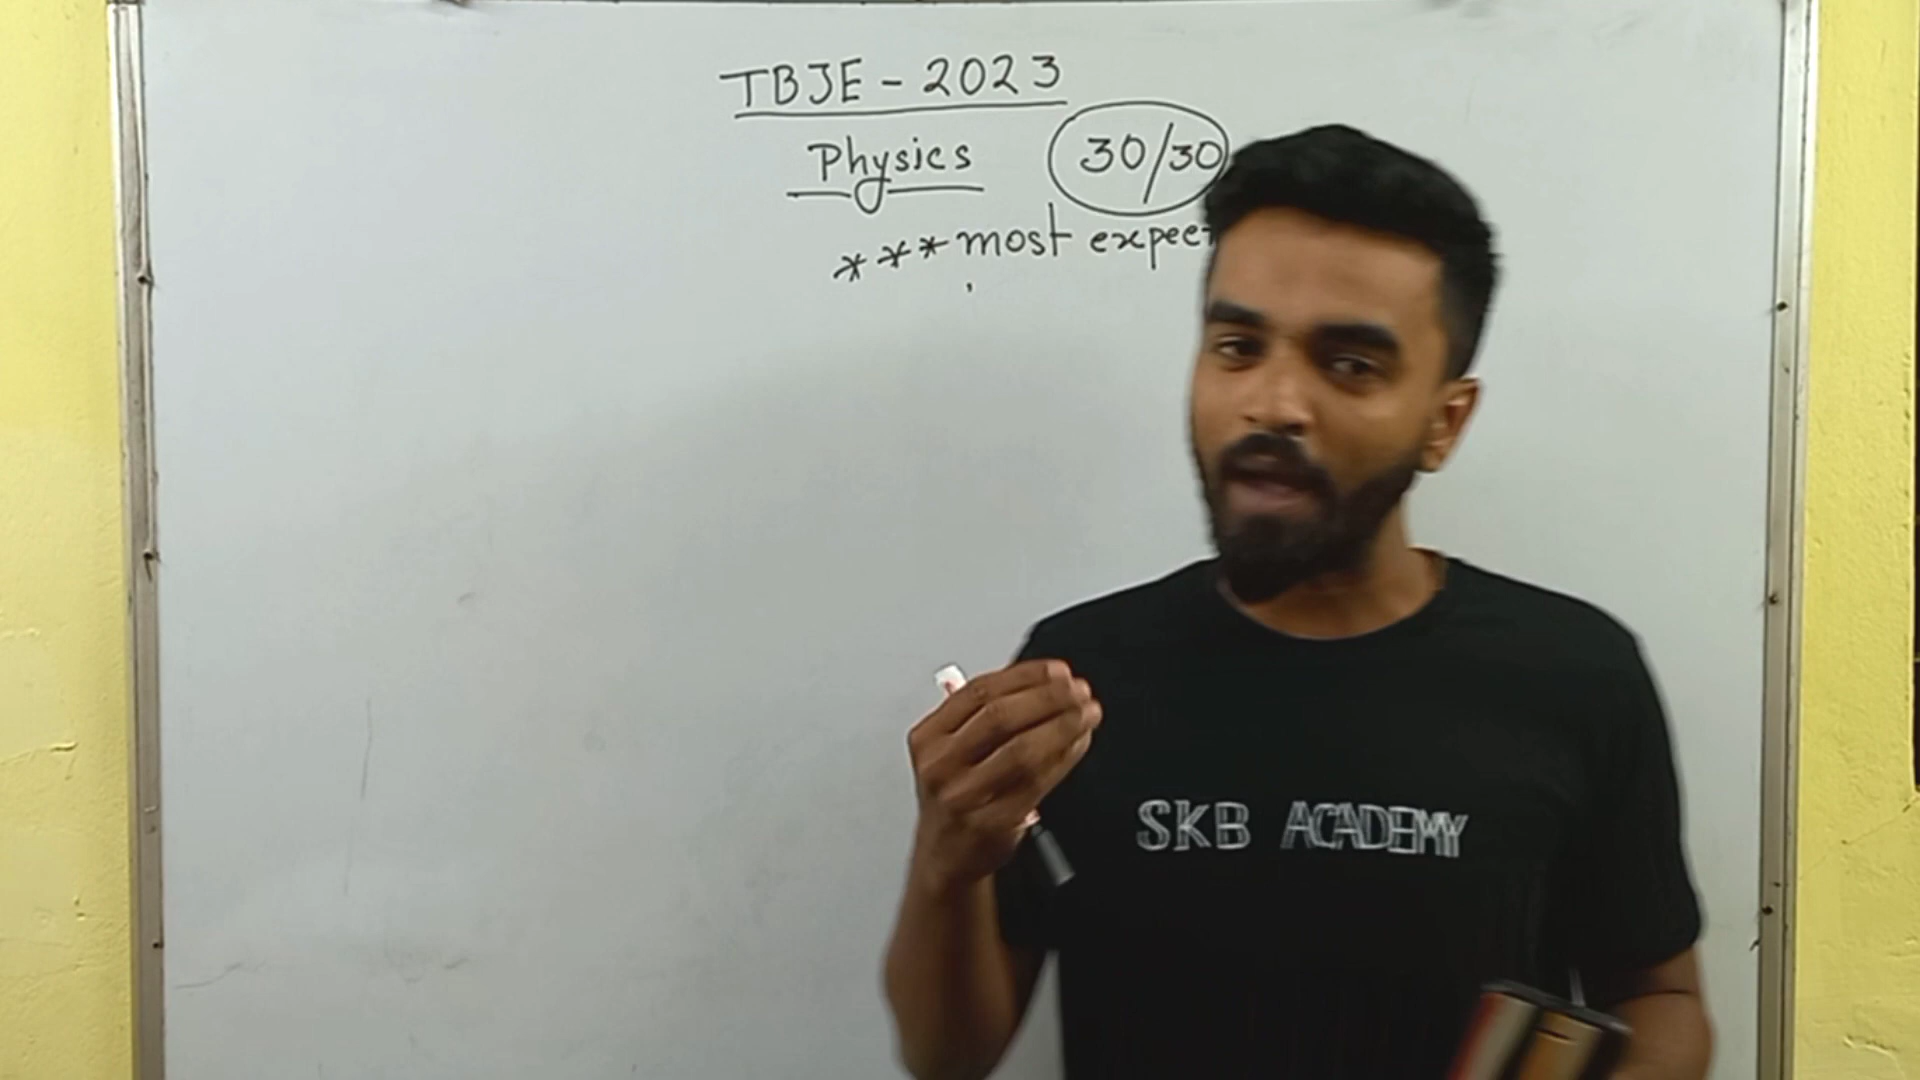 TBJE - 2023
Physics 30/30
*** most expect
SKB ACADEMY